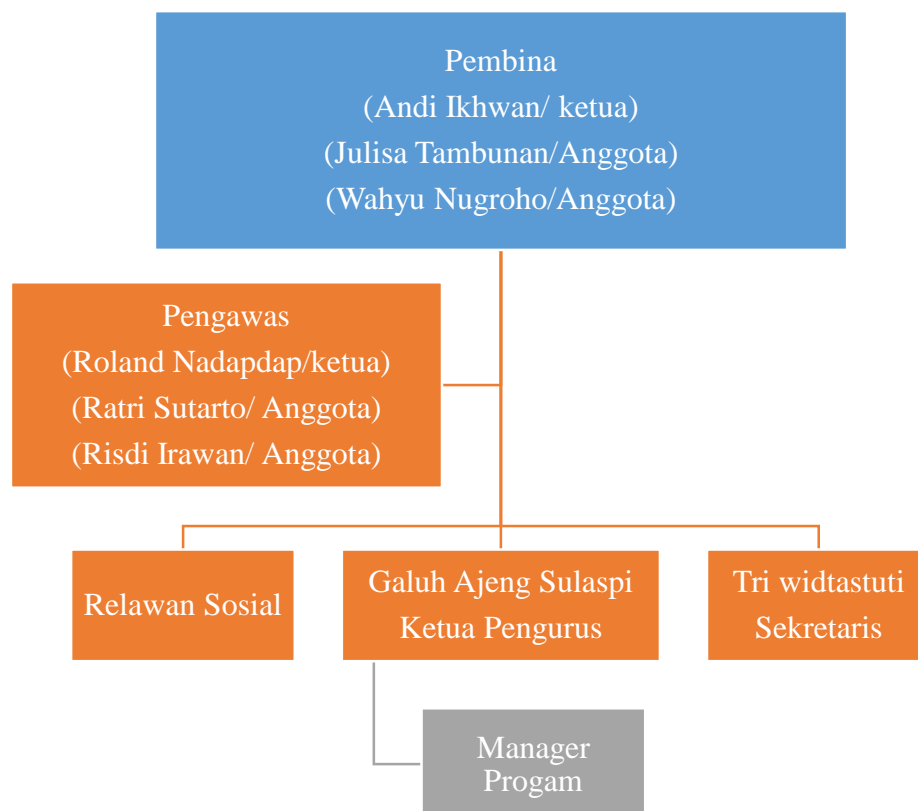 Pembina
(Andi Ikhwan/ ketua)
(Julisa Tambunan/Anggota)
(Wahyu Nugroho/Anggota)
Pengawas
(Roland Nadapdap/ketua)
(Ratri Sutarto/ Anggota)
(Risdi Irawan/ Anggota)
Relawan Sosial
Galuh Ajeng Sulaspi
Ketua Pengurus
Tri widtastuti
Sekretaris
Manager
Progam